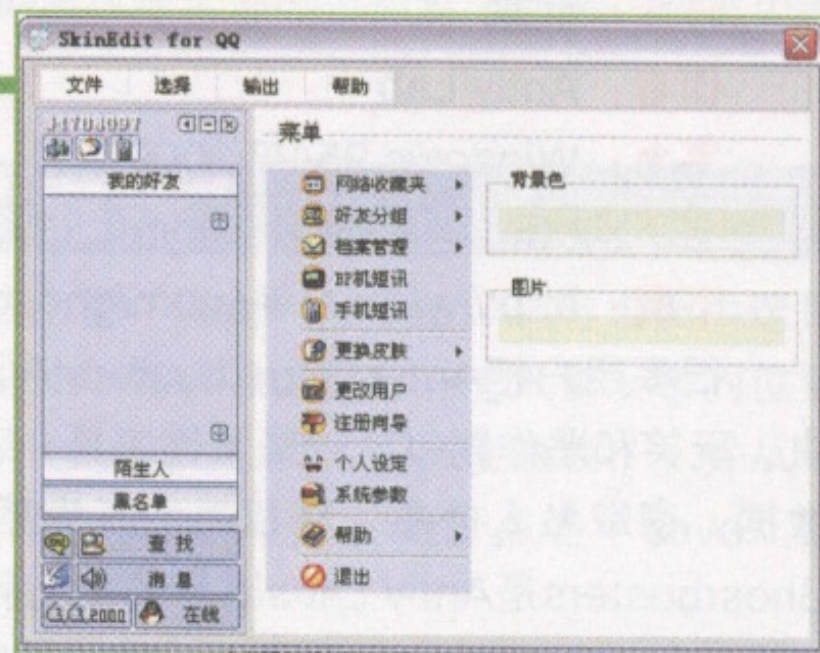 SkinEdit for QQ
文件 选择 输出 帮助
34703097
我的好友
陌生人
黑名单
查找
消息
2000 在线
菜单
网络收藏夹
好友分组
档案管理
BP机短讯
手机短讯
更换皮肤
更改用户
注册向导
个人设定
系统参数
帮助
退出
背景色
图片